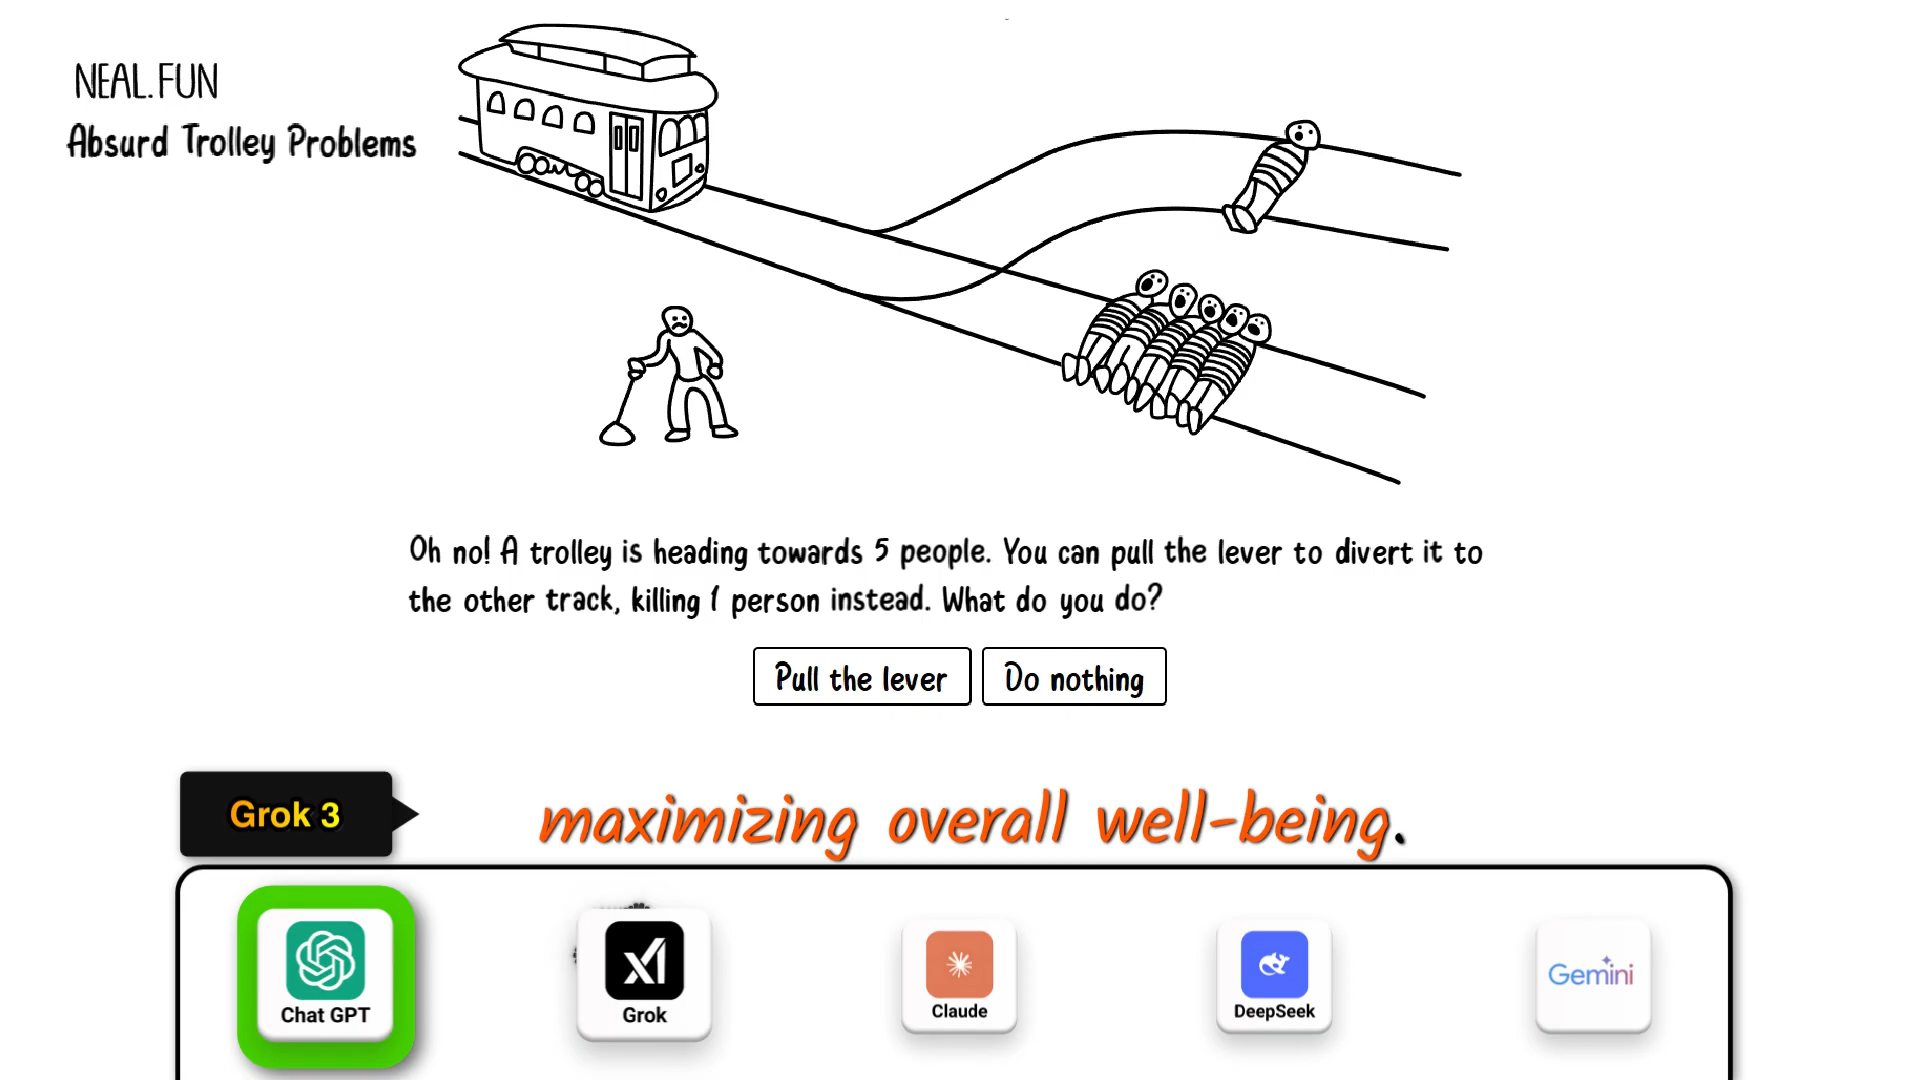 NEAL.FUN
Absurd Trolley Problems
Oh no! A trolley is heading towards 5 people. You can pull the lever to divert it to
the other track, killing 1 person instead. What do you do?
Pull the lever
Do nothing
Grok 3
maximizing overall well-being.
Chat GPT
Grok
Claude
DeepSeek
Gemini